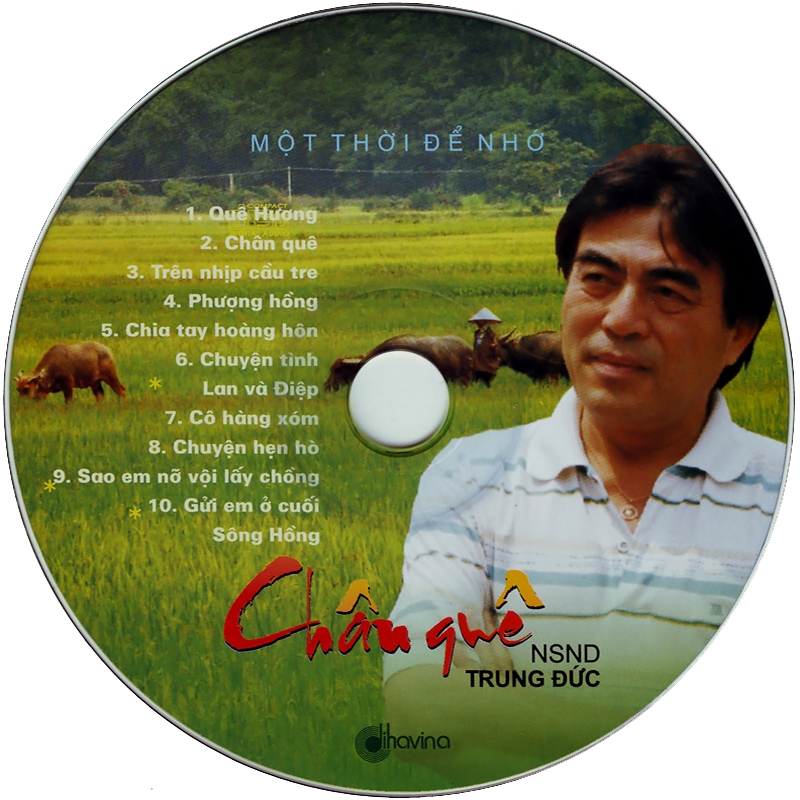 MỘT THỜI ĐỂ NHỚ
COMPACT
1. Quê Hương
2. Chân quê
3. Trên nhịp cầu tre
4. Phượng hồng
5. Chia tay hoàng hôn
6. Chuyện tình
* Lan và Điệp
7. Cô hàng xóm
8. Chuyện hẹn hò
* 9. Sao em nỡ vội lấy chồng
* 10. Gửi em ở cuối
Sông Hồng
Chân quê
NSND
TRUNG ĐỨC
dihavina